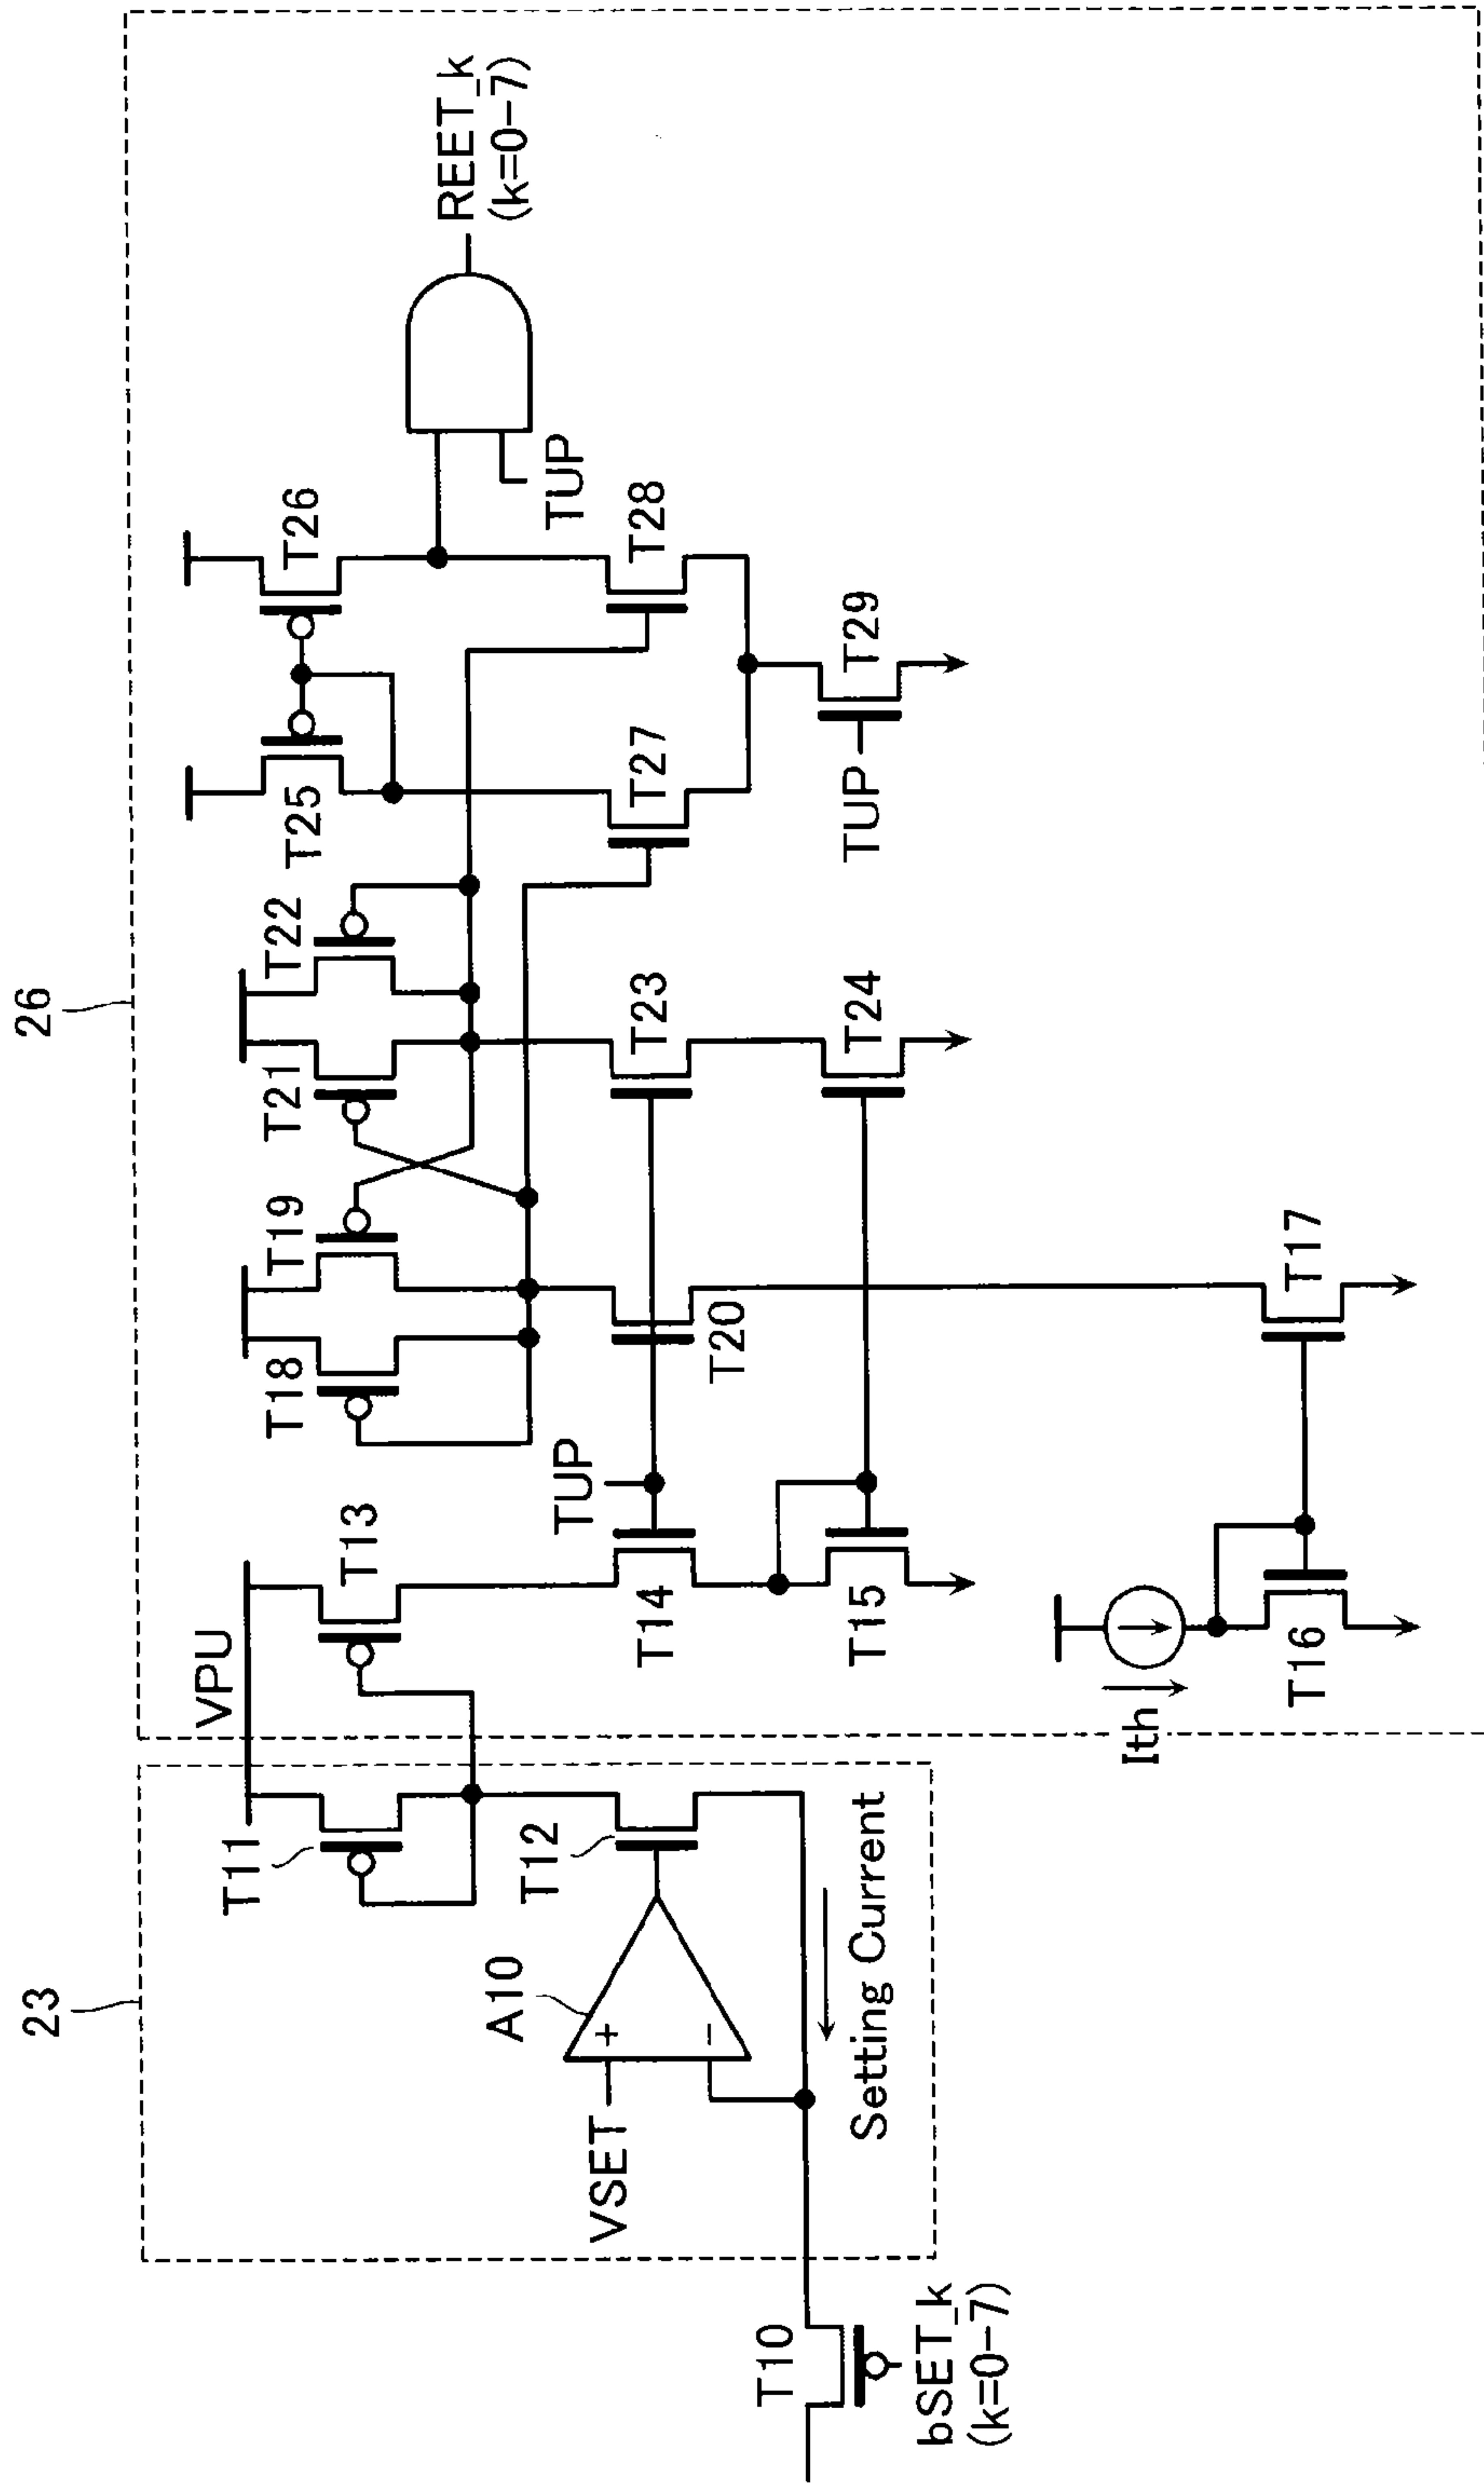 23
26
VPU
T11
T13
T18
T19
T21
T22
T25
T26
A10
T12
VSET
+
−
TUP
T14
T20
T23
T27
T28
TUP
REET_k
(k=0-7)
T10
bSET_k
(k=0-7)
Setting Current
T15
T24
TUP
T29
Ith
T16
T17